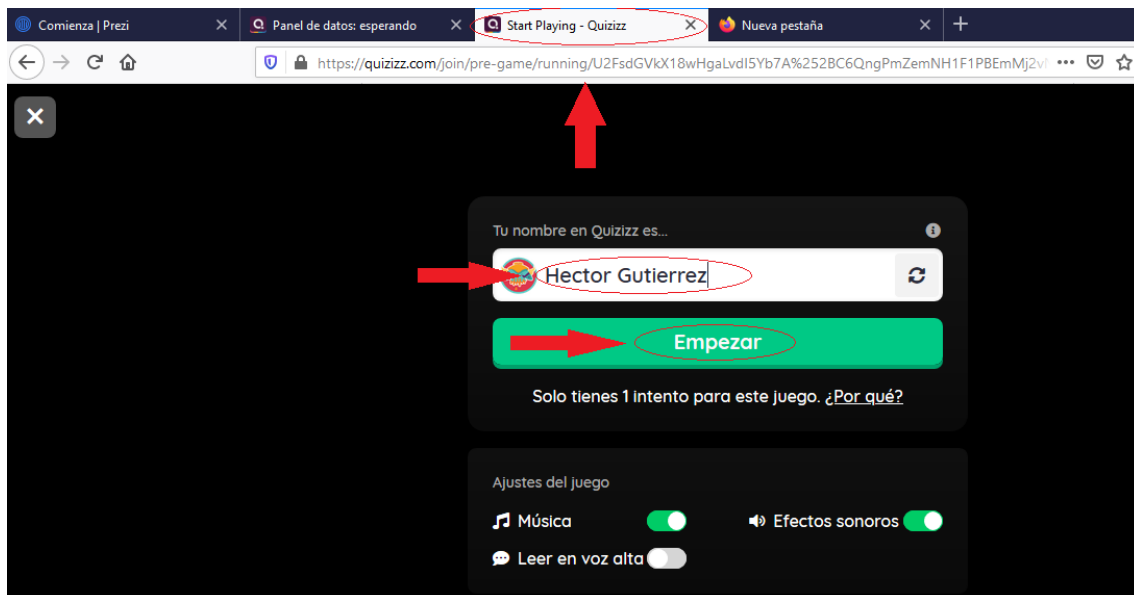 Comienza | Prezi
Panel de datos: esperando
Start Playing - Quizizz
Nueva pestaña
https://quizizz.com/join/pre-game/running/U2FsdGVkX18wHgaLvdI5Yb7A%252BC6QngPmZemNH1F1PBEmMj2v
Tu nombre en Quizizz es...
Hector Gutierrez
Empezar
Solo tienes 1 intento para este juego. ¿Por qué?
Ajustes del juego
Música
Efectos sonoros
Leer en voz alta